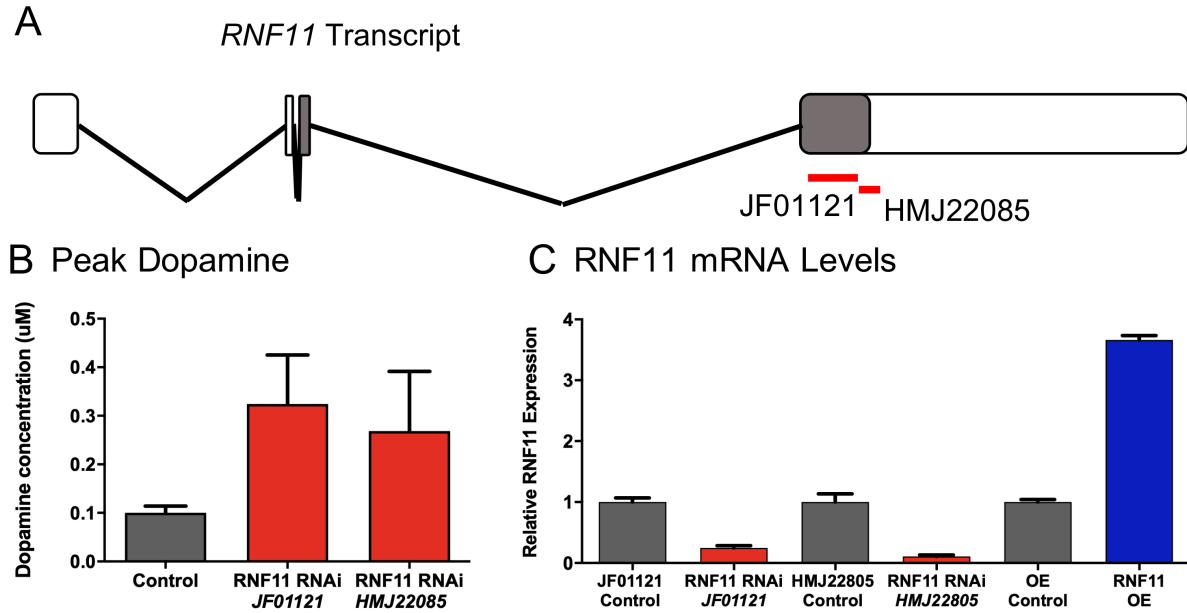 A
RNF11 Transcript
JF01121
HMJ22085
B Peak Dopamine
Dopamine concentration (uM)
0.5
0.4
0.3
0.2
0.1
0.0
Control
RNF11 RNAi
JF01121
RNF11 RNAi
HMJ22085
C RNF11 mRNA Levels
Relative RNF11 Expression
4
3
2
1
0
JF01121
Control
RNF11 RNAi
JF01121
HMJ22805
Control
RNF11 RNAi
HMJ22805
OE
Control
RNF11
OE